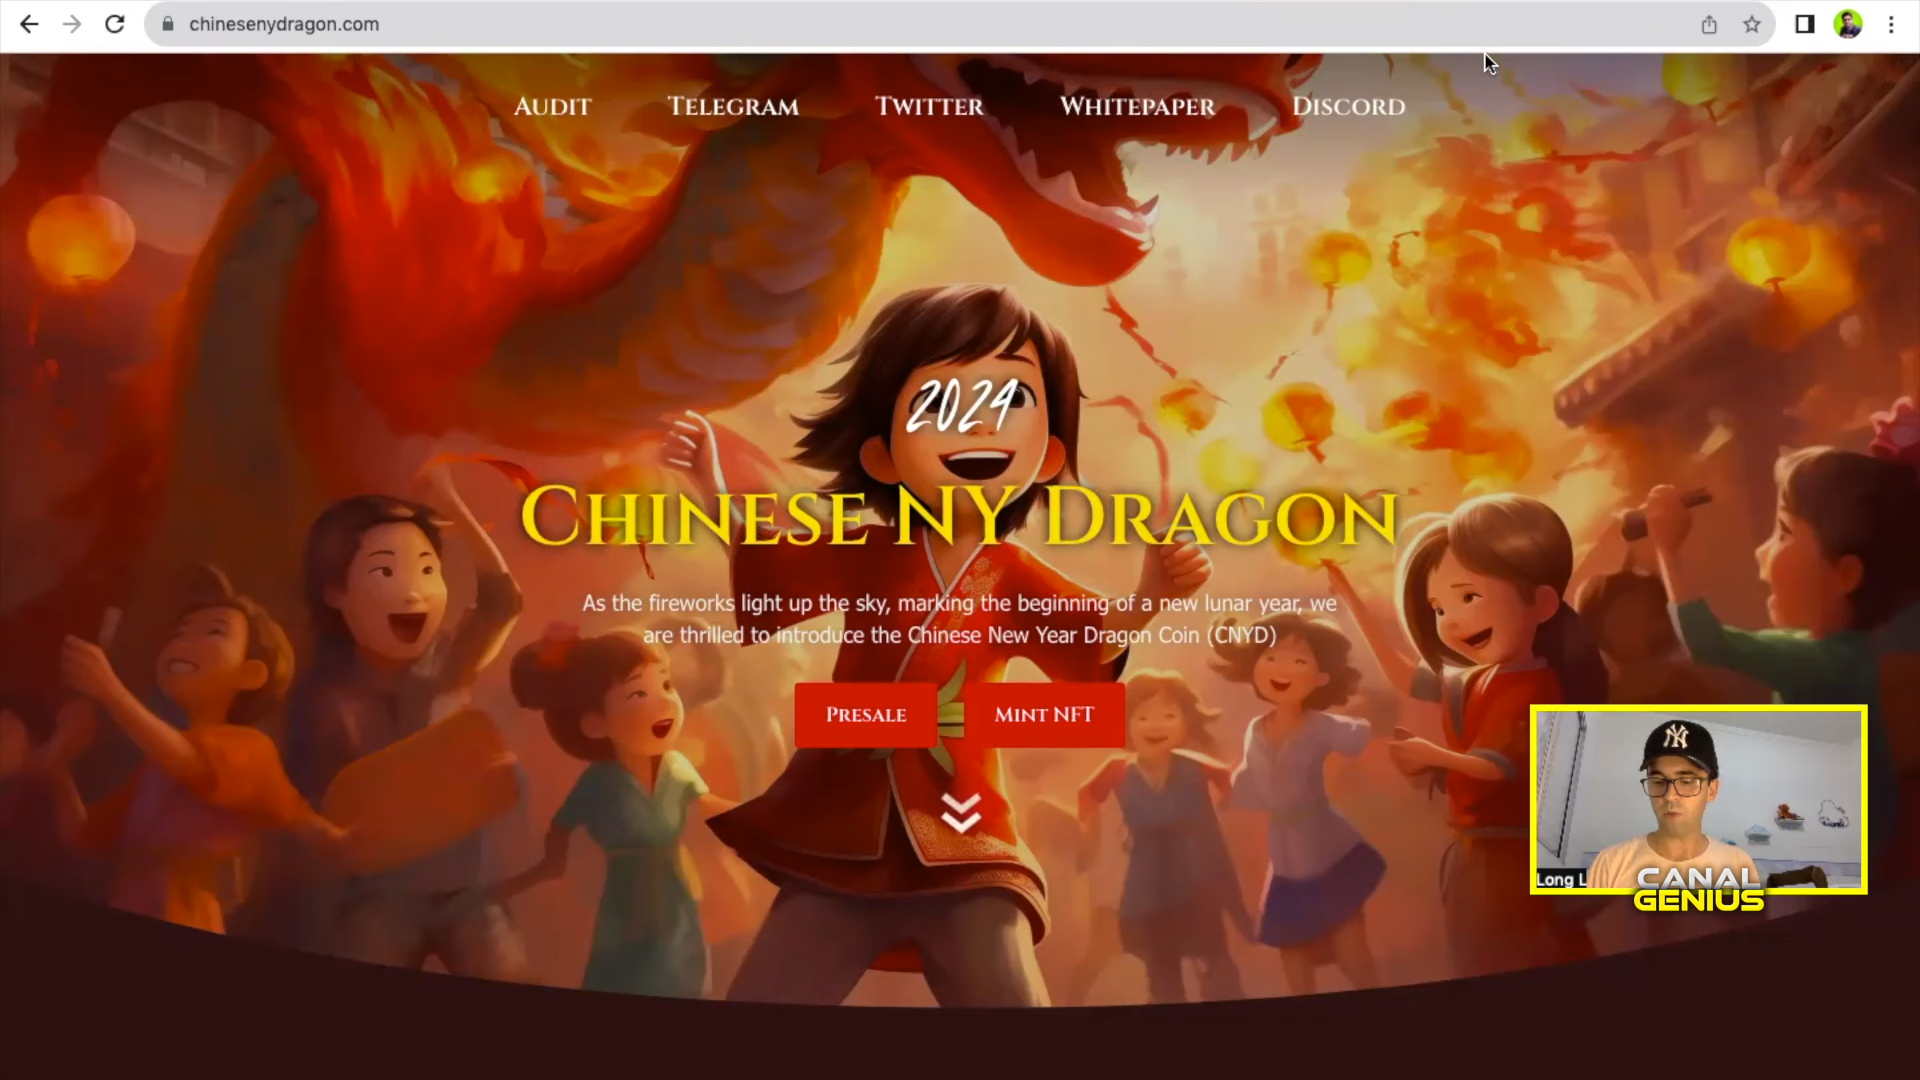 chinesenydragon.com
Audit Telegram Twitter Whitepaper Discord
2024
Chinese NY Dragon
As the fireworks light up the sky, marking the beginning of a new lunar year, we
are thrilled to introduce the Chinese New Year Dragon Coin (CNYD)
Presale Mint NFT
NY
Long L
CANAL
GENIUS